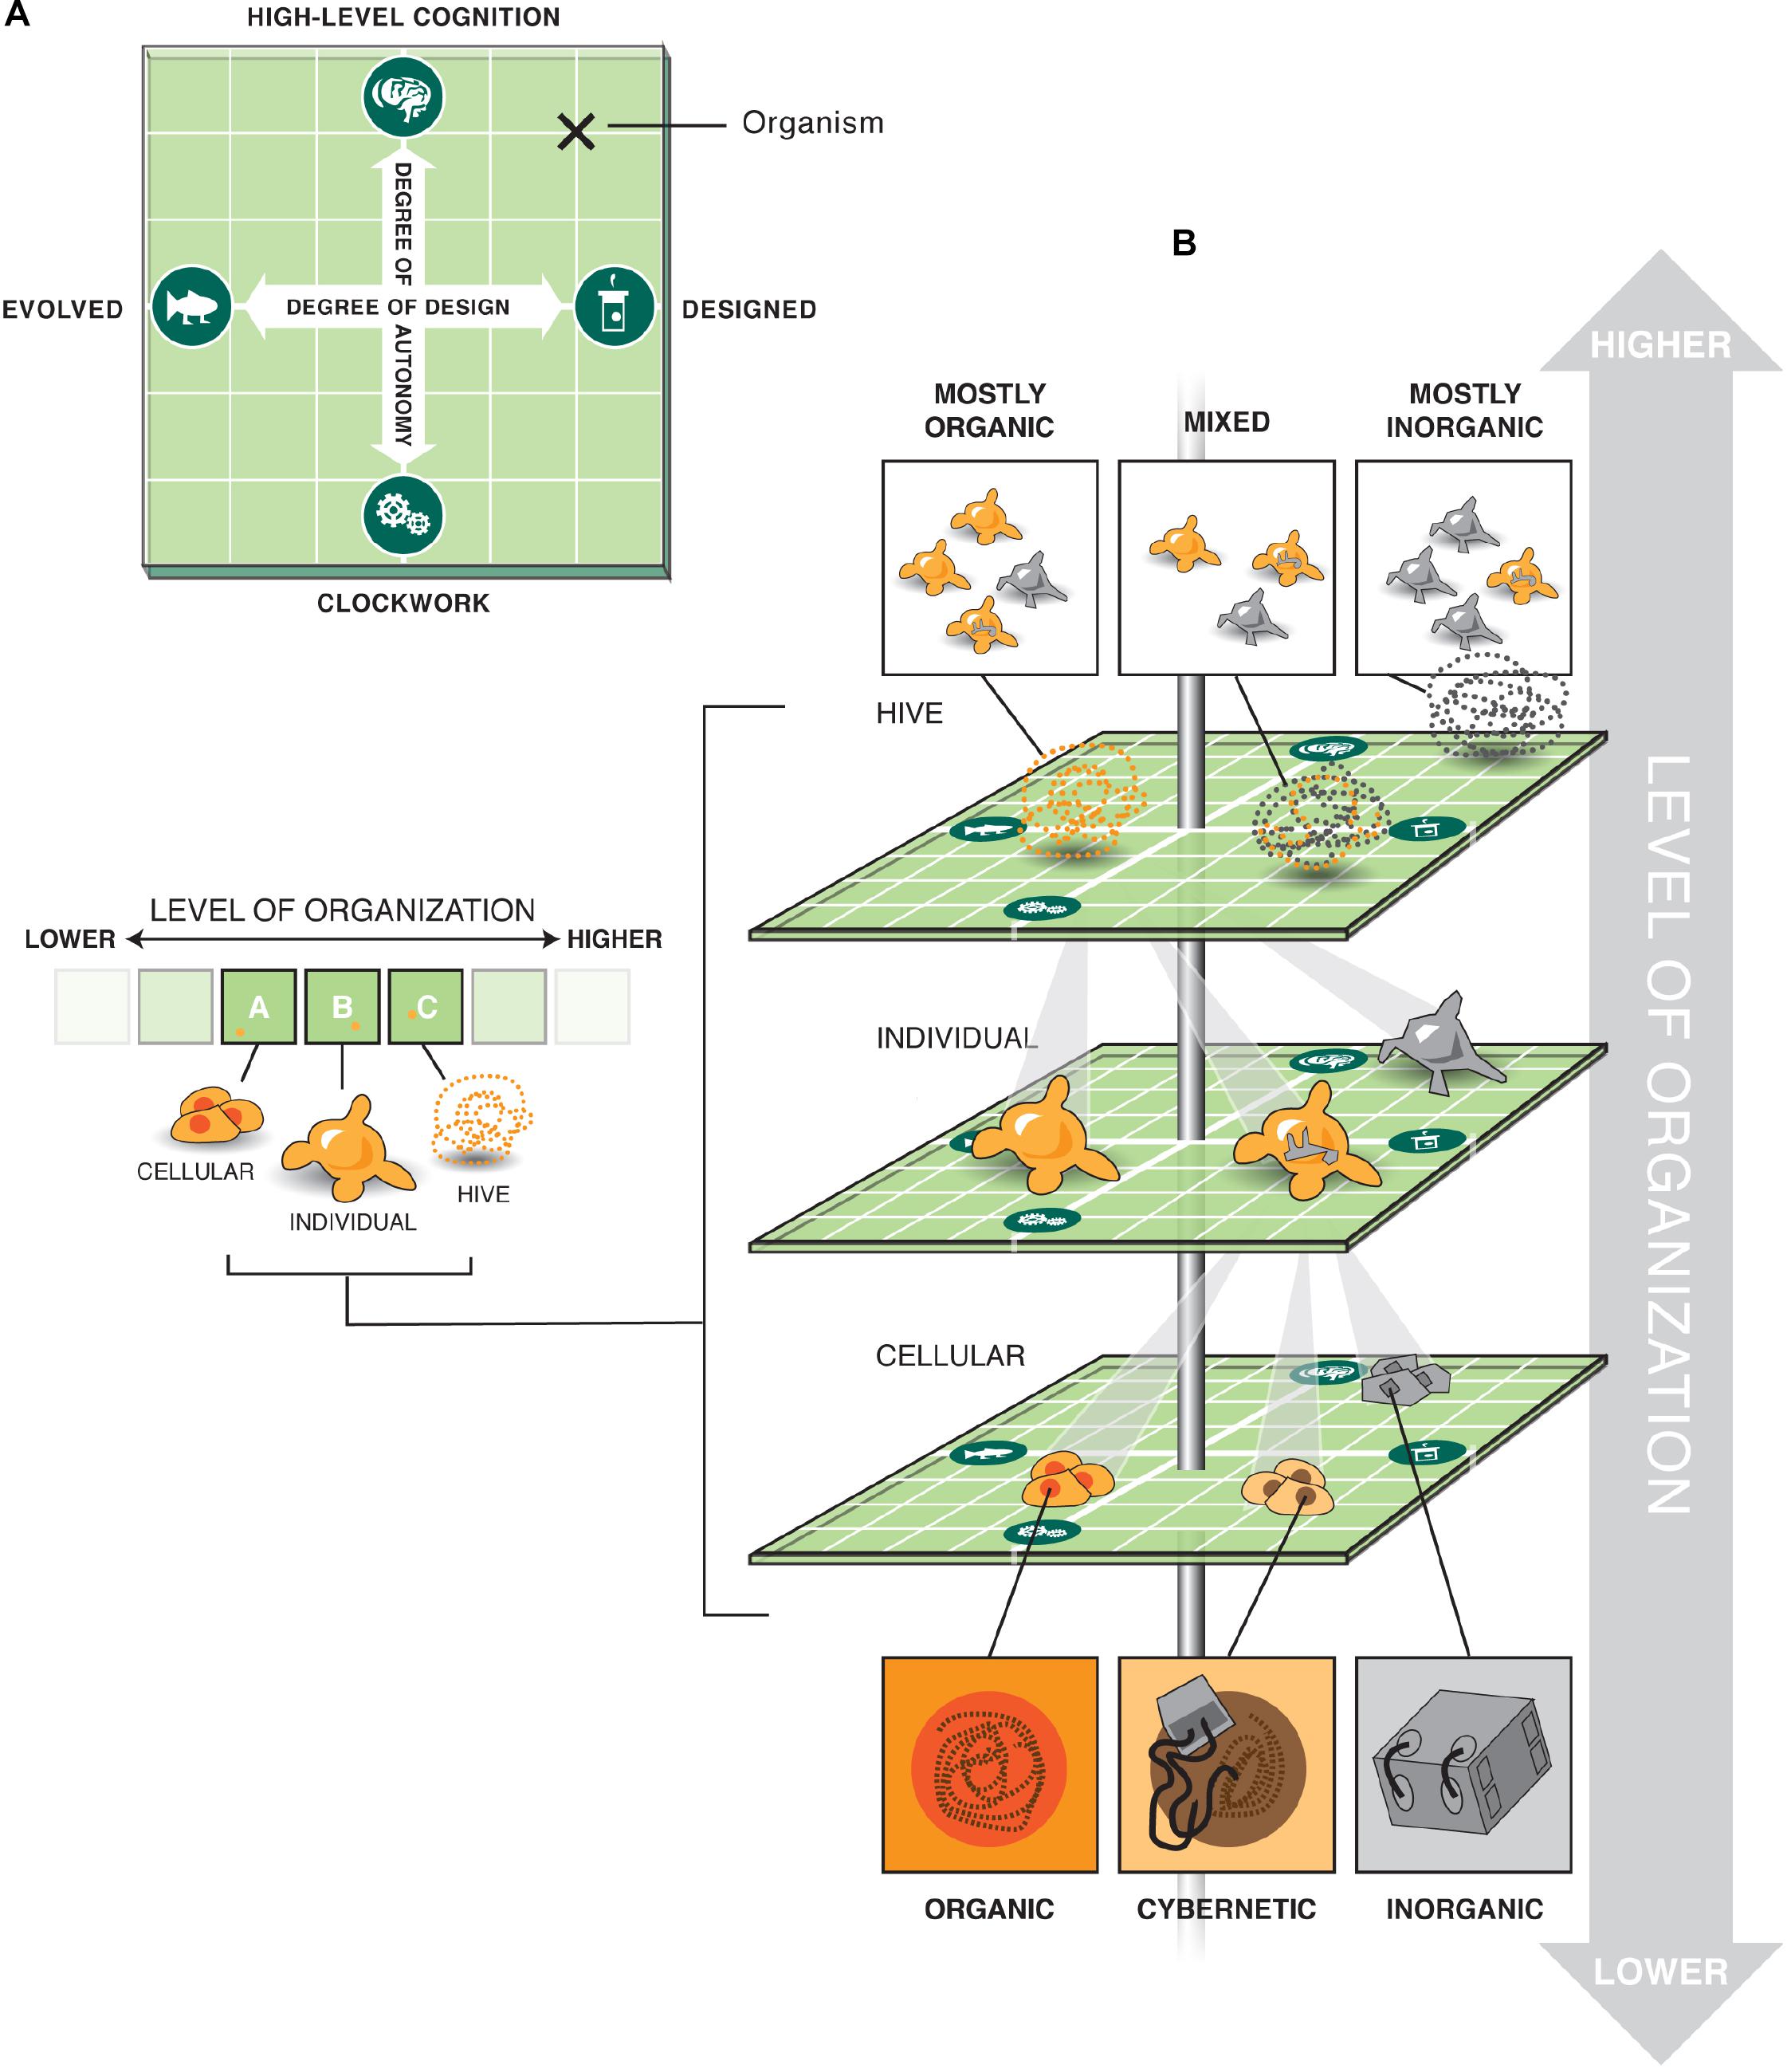 A
HIGH-LEVEL COGNITION
Organism
DEGREE OF AUTONOMY
EVOLVED
DEGREE OF DESIGN
DESIGNED
CLOCKWORK
B
HIGHER
MOSTLY
ORGANIC
MIXED
MOSTLY
INORGANIC
HIVE
LEVEL OF ORGANIZATION
LEVEL OF ORGANIZATION
LOWER
HIGHER
A
B
C
CELLULAR
INDIVIDUAL
HIVE
INDIVIDUAL
CELLULAR
ORGANIC
CYBERNETIC
INORGANIC
LOWER